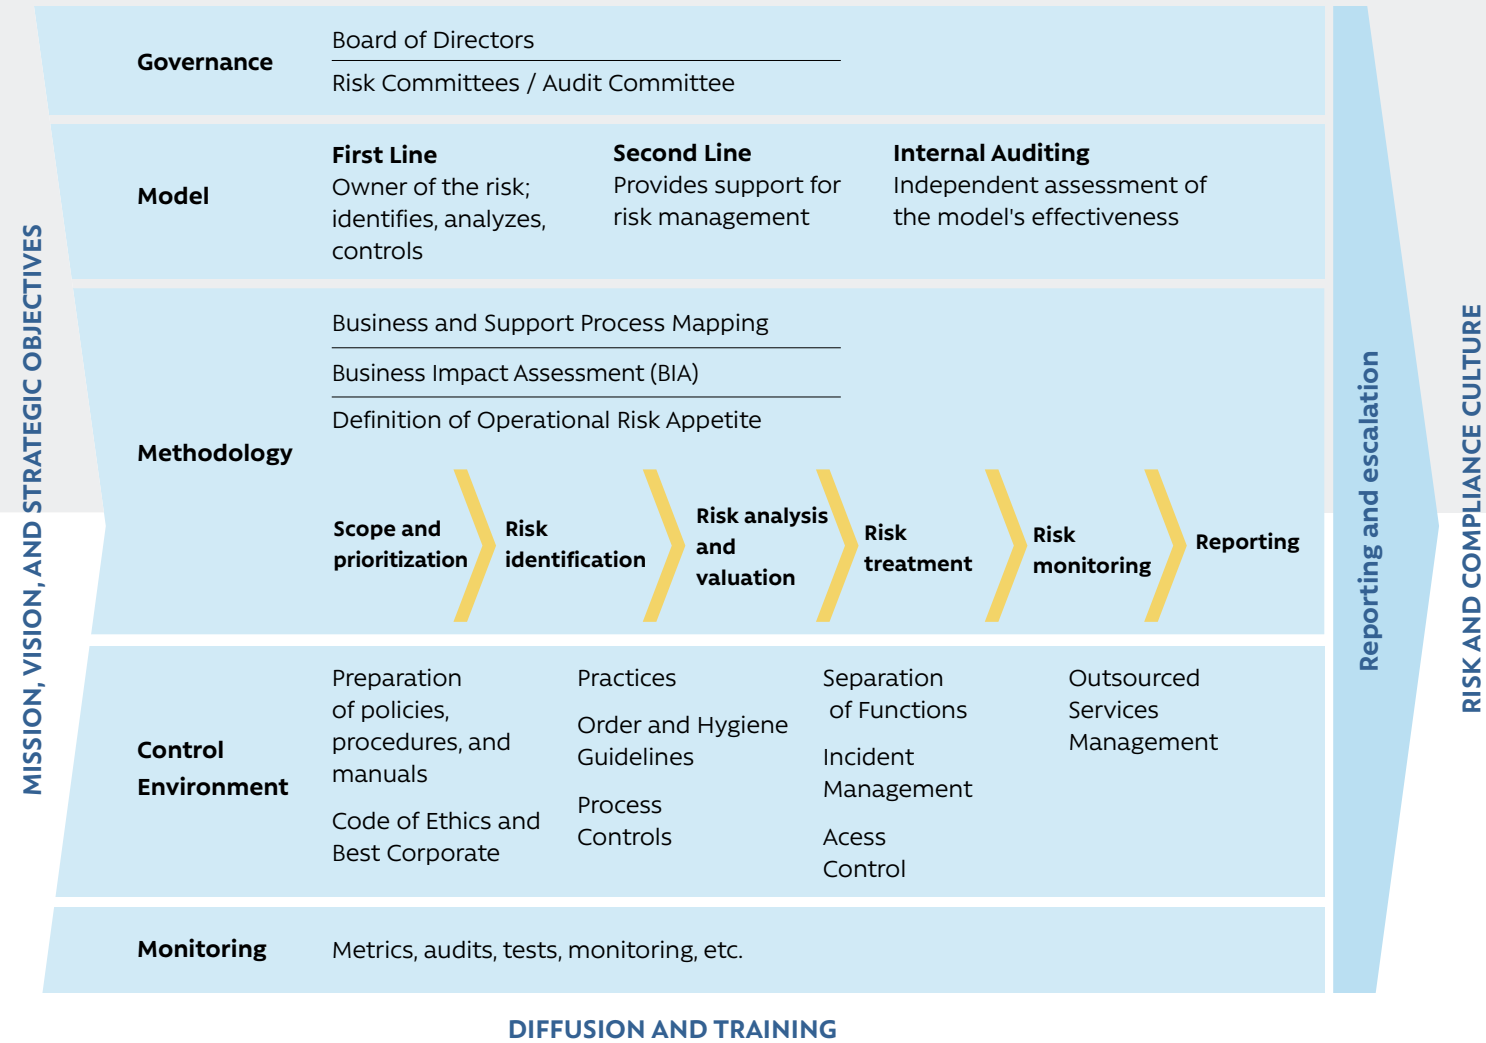 MISSION, VISION, AND STRATEGIC OBJECTIVES
Governance
Board of Directors
Risk Committees / Audit Committee
Model
First Line
Owner of the risk;
identifies, analyzes,
controls
Second Line
Provides support for
risk management
Internal Auditing
Independent assessment of
the model's effectiveness
Methodology
Business and Support Process Mapping
Business Impact Assessment (BIA)
Definition of Operational Risk Appetite
Scope and
prioritization
Risk
identification
Risk analysis
and
valuation
Risk
treatment
Risk
monitoring
Reporting
Control
Environment
Preparation
of policies,
procedures, and
manuals
Code of Ethics and
Best Corporate
Practices
Order and Hygiene
Guidelines
Process
Controls
Separation
of Functions
Incident
Management
Acess
Control
Outsourced
Services
Management
Monitoring
Metrics, audits, tests, monitoring, etc.
Reporting and escalation
RISK AND COMPLIANCE CULTURE
DIFFUSION AND TRAINING